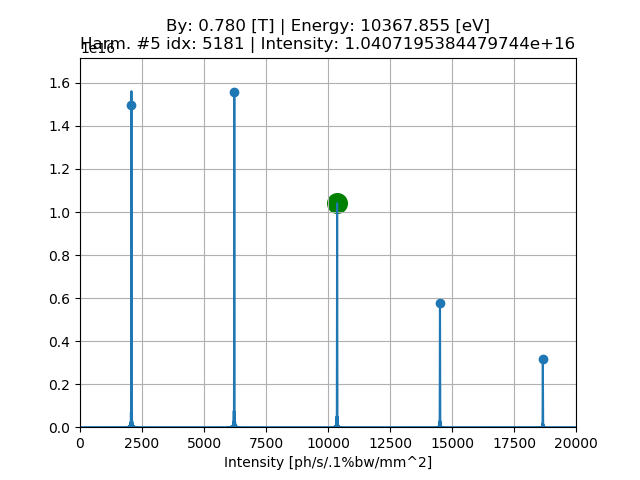 By: 0.780 [T] | Energy: 10367.855 [eV]
Harm. #5 idx: 5181 | Intensity: 1.0407195384479744e+16
1e16
1.6
1.4
1.2
1.0
0.8
0.6
0.4
0.2
0.0
0 2500 5000 7500 10000 12500 15000 17500 20000
Intensity [ph/s/.1%bw/mm^2]